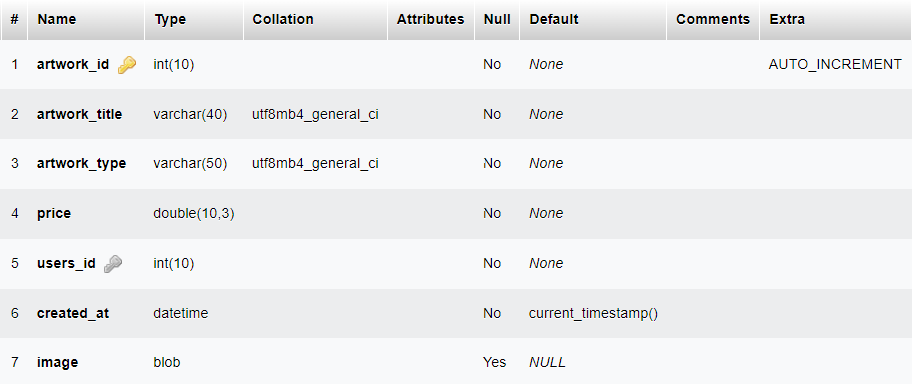 # Name Type Collation Attributes Null Default Comments Extra
1 artwork_id int(10) No None AUTO_INCREMENT
2 artwork_title varchar(40) utf8mb4_general_ci No None
3 artwork_type varchar(50) utf8mb4_general_ci No None
4 price double(10,3) No None
5 users_id int(10) No None
6 created_at datetime No current_timestamp()
7 image blob Yes NULL